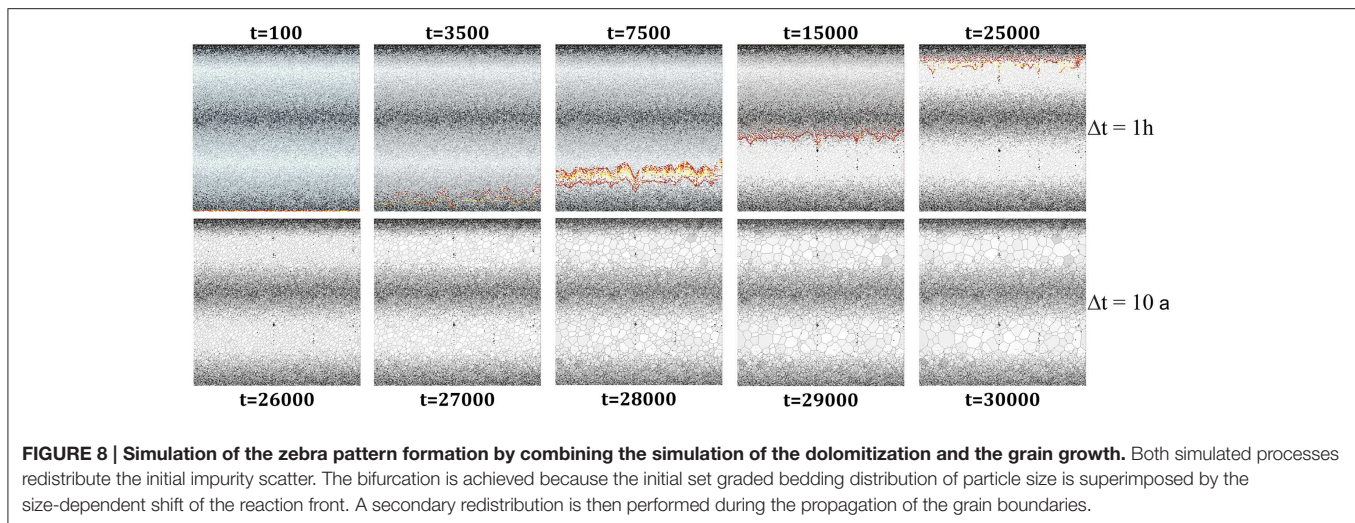 t=100 t=3500 t=7500 t=15000 t=25000
Δt = 1h
Δt = 10 a
t=26000 t=27000 t=28000 t=29000 t=30000
FIGURE 8 | Simulation of the zebra pattern formation by combining the simulation of the dolomitization and the grain growth. Both simulated processes
redistribute the initial impurity scatter. The bifurcation is achieved because the initial set graded bedding distribution of particle size is superimposed by the
size-dependent shift of the reaction front. A secondary redistribution is then performed during the propagation of the grain boundaries.